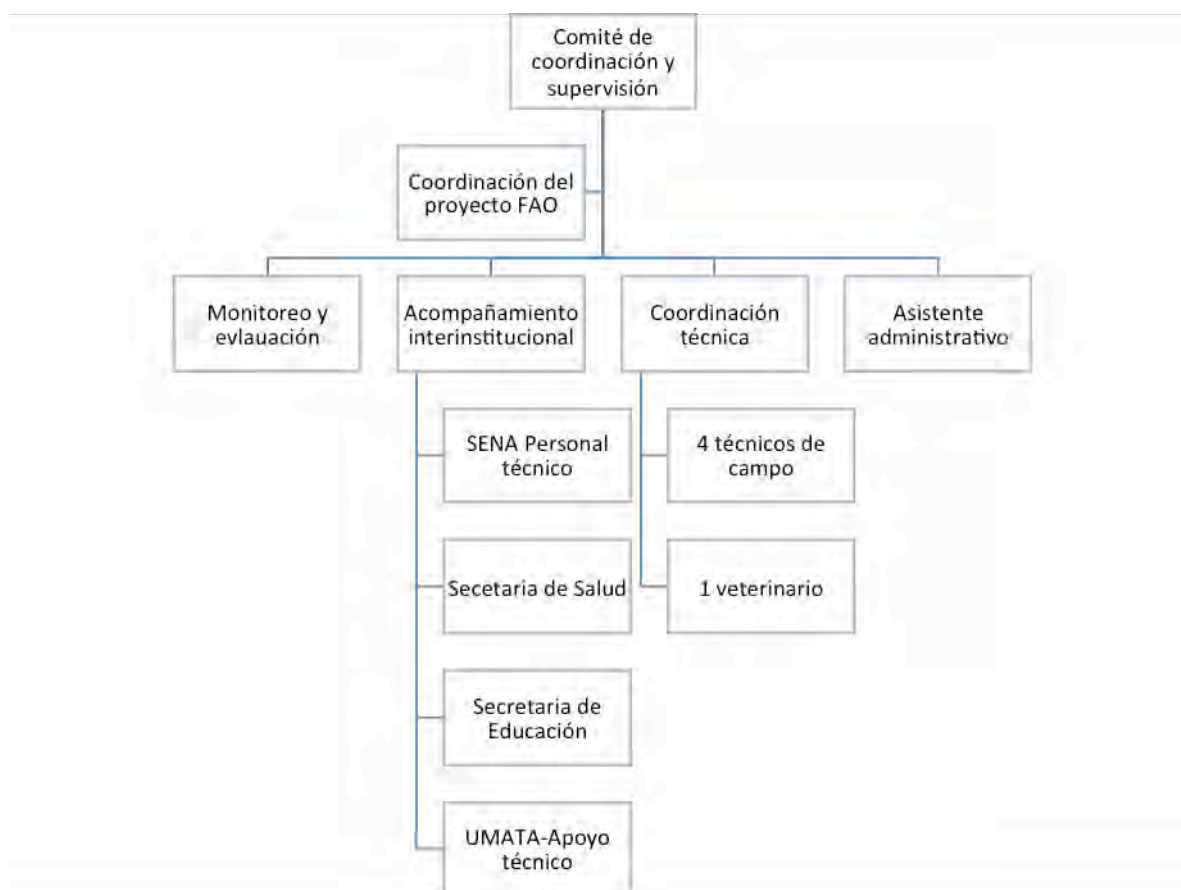 Comité de
coordinación y
supervisión
Coordinación del
proyecto FAO
Monitoreo y
evlauación
Acompañamiento
interinstitucional
Coordinación
técnica
Asistente
administrativo
SENA Personal
técnico
4 técnicos de
campo
Secetaria de Salud
1 veterinario
Secretaria de
Educación
UMATA-Apoyo
técnico